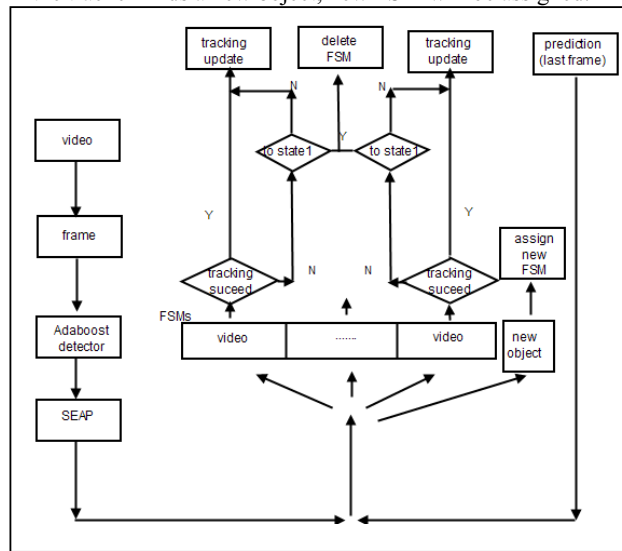 tracking
update
delete
FSM
tracking
update
prediction
(last frame)
N
N
video
Y
to state1
to state1
frame
Y
Y
assign
new
FSM
tracking
suceed
N
N
tracking
suceed
FSMs
Adaboost
detector
video
.......
video
new
object
SEAP